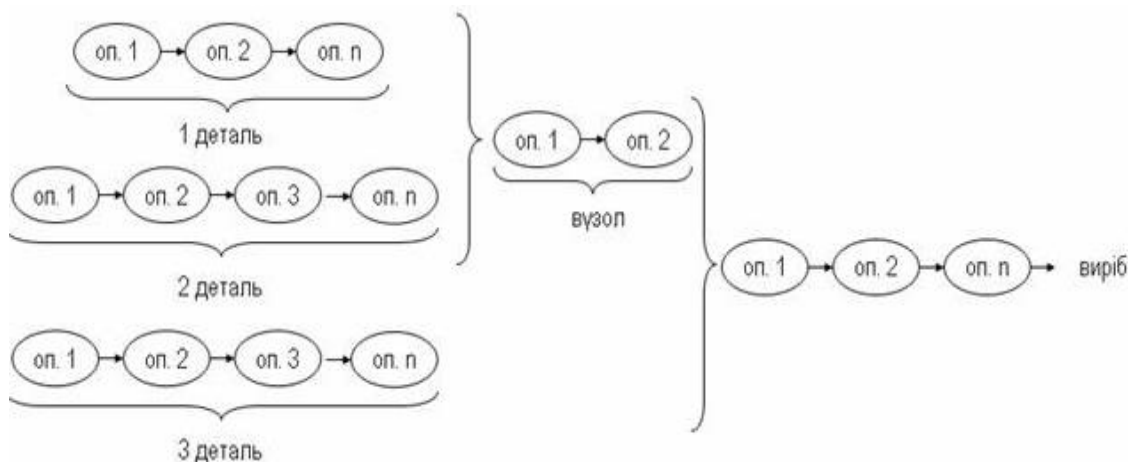 оп. 1 оп. 2 оп. n
1 деталь
оп. 1 оп. 2
вузол
оп. 1 оп. 2 оп. 3 оп. n
2 деталь
оп. 1 оп. 2 оп. n виріб
оп. 1 оп. 2 оп. 3 оп. n
3 деталь